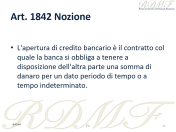 Art. 1842 Nozione
• L'apertura di credito bancario è il contratto col
quale la banca si obbliga a tenere a
disposizione dell'altra parte una somma di
danaro per un dato periodo di tempo o a
tempo indeterminato.
RDMF
RDMF